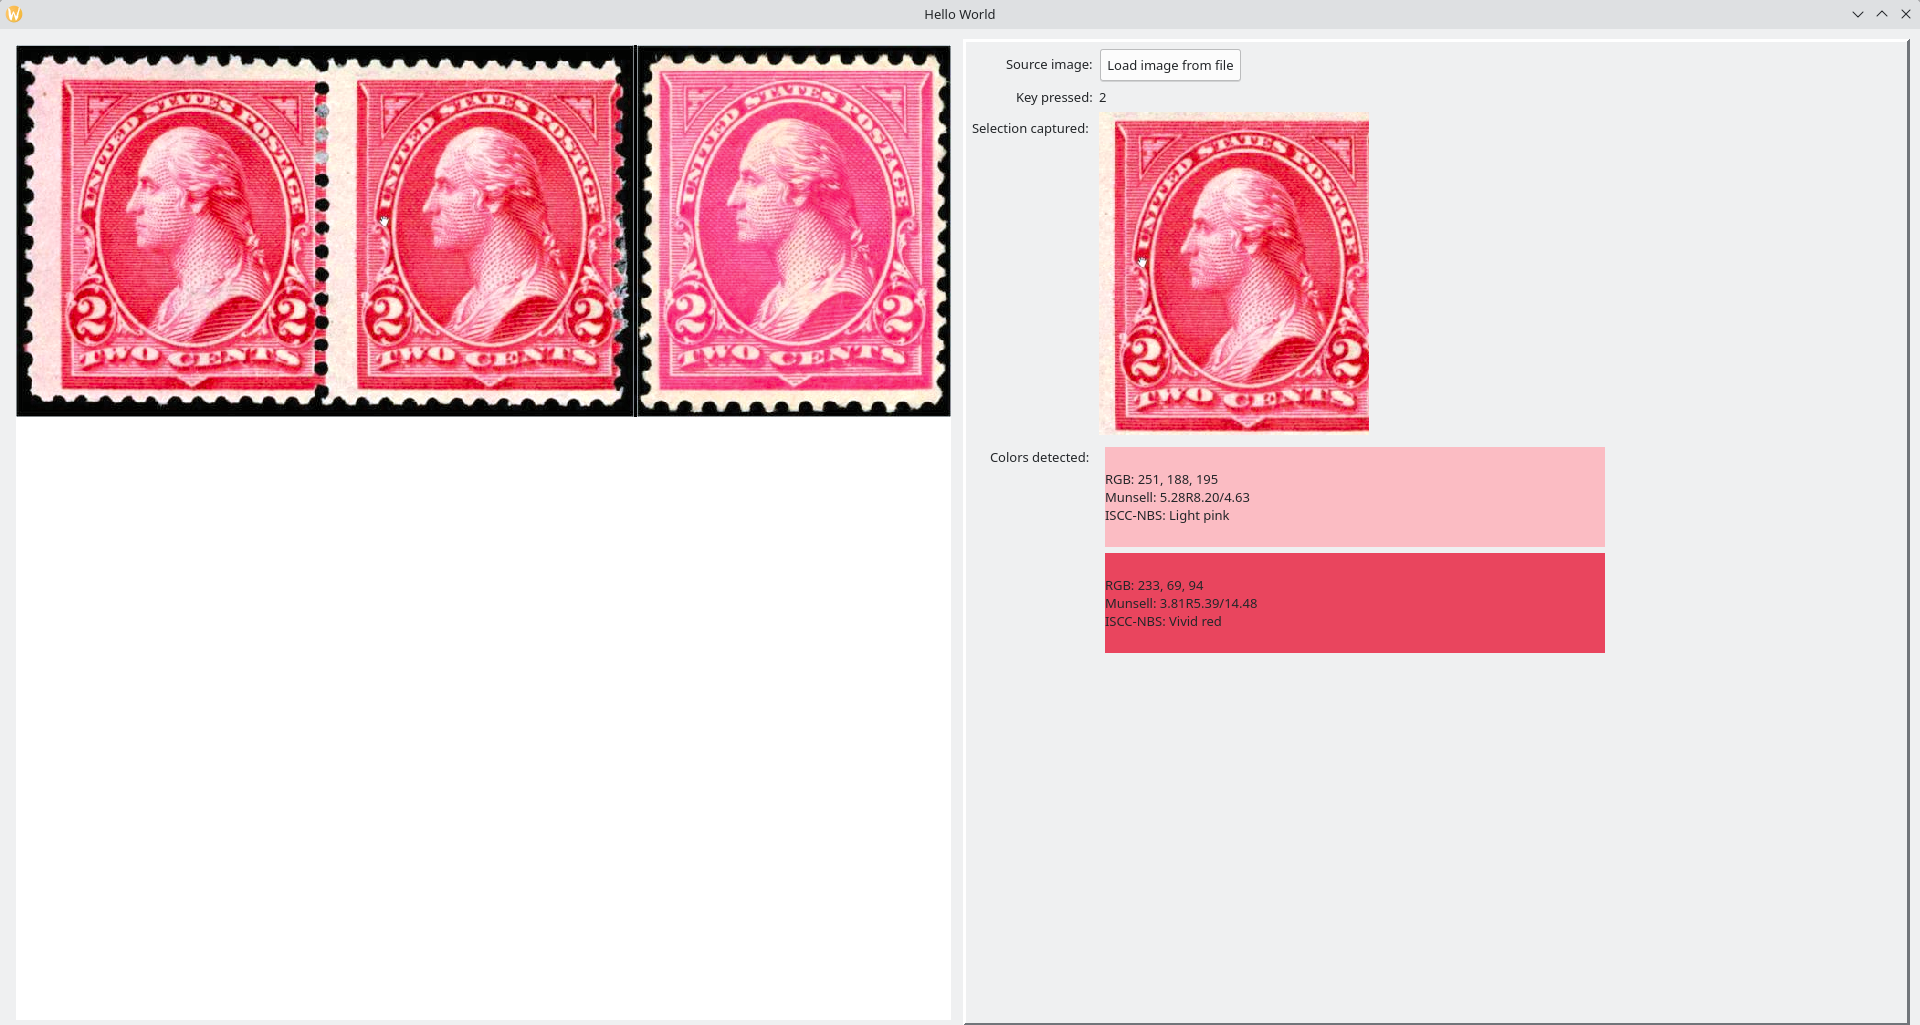 Hello World
UNITED STATES POSTAGE
2 2
TWO CENTS
UNITED STATES POSTAGE
2 2
TWO CENTS
UNITED STATES POSTAGE
2 2
TWO CENTS
Source image: Load image from file
Key pressed: 2
Selection captured:
UNITED STATES POSTAGE
2 2
TWO CENTS
Colors detected:
RGB: 251, 188, 195
Munsell: 5.28R8.20/4.63
ISCC-NBS: Light pink
RGB: 233, 69, 94
Munsell: 3.81R5.39/14.48
ISCC-NBS: Vivid red